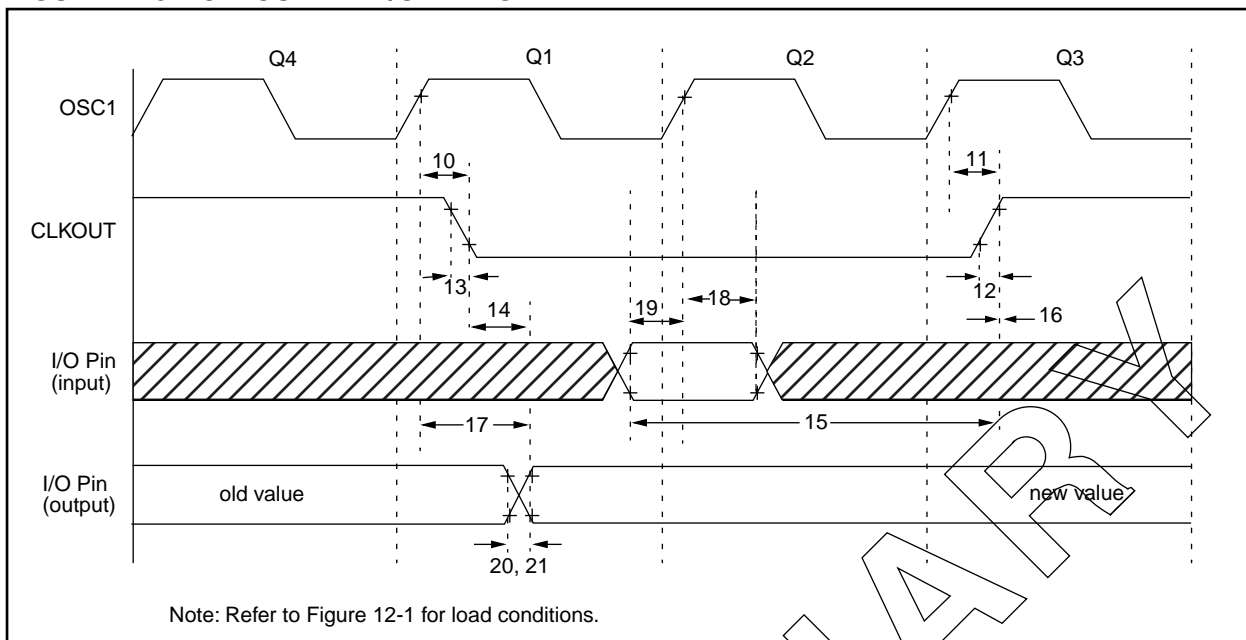 Q4 Q1 Q2 Q3
OSC1
10 11
CLKOUT
13 12
14 19 18 16
I/O Pin
(input)
17 15
I/O Pin
(output)
old value new value
20, 21
Note: Refer to Figure 12-1 for load conditions.
A R Y